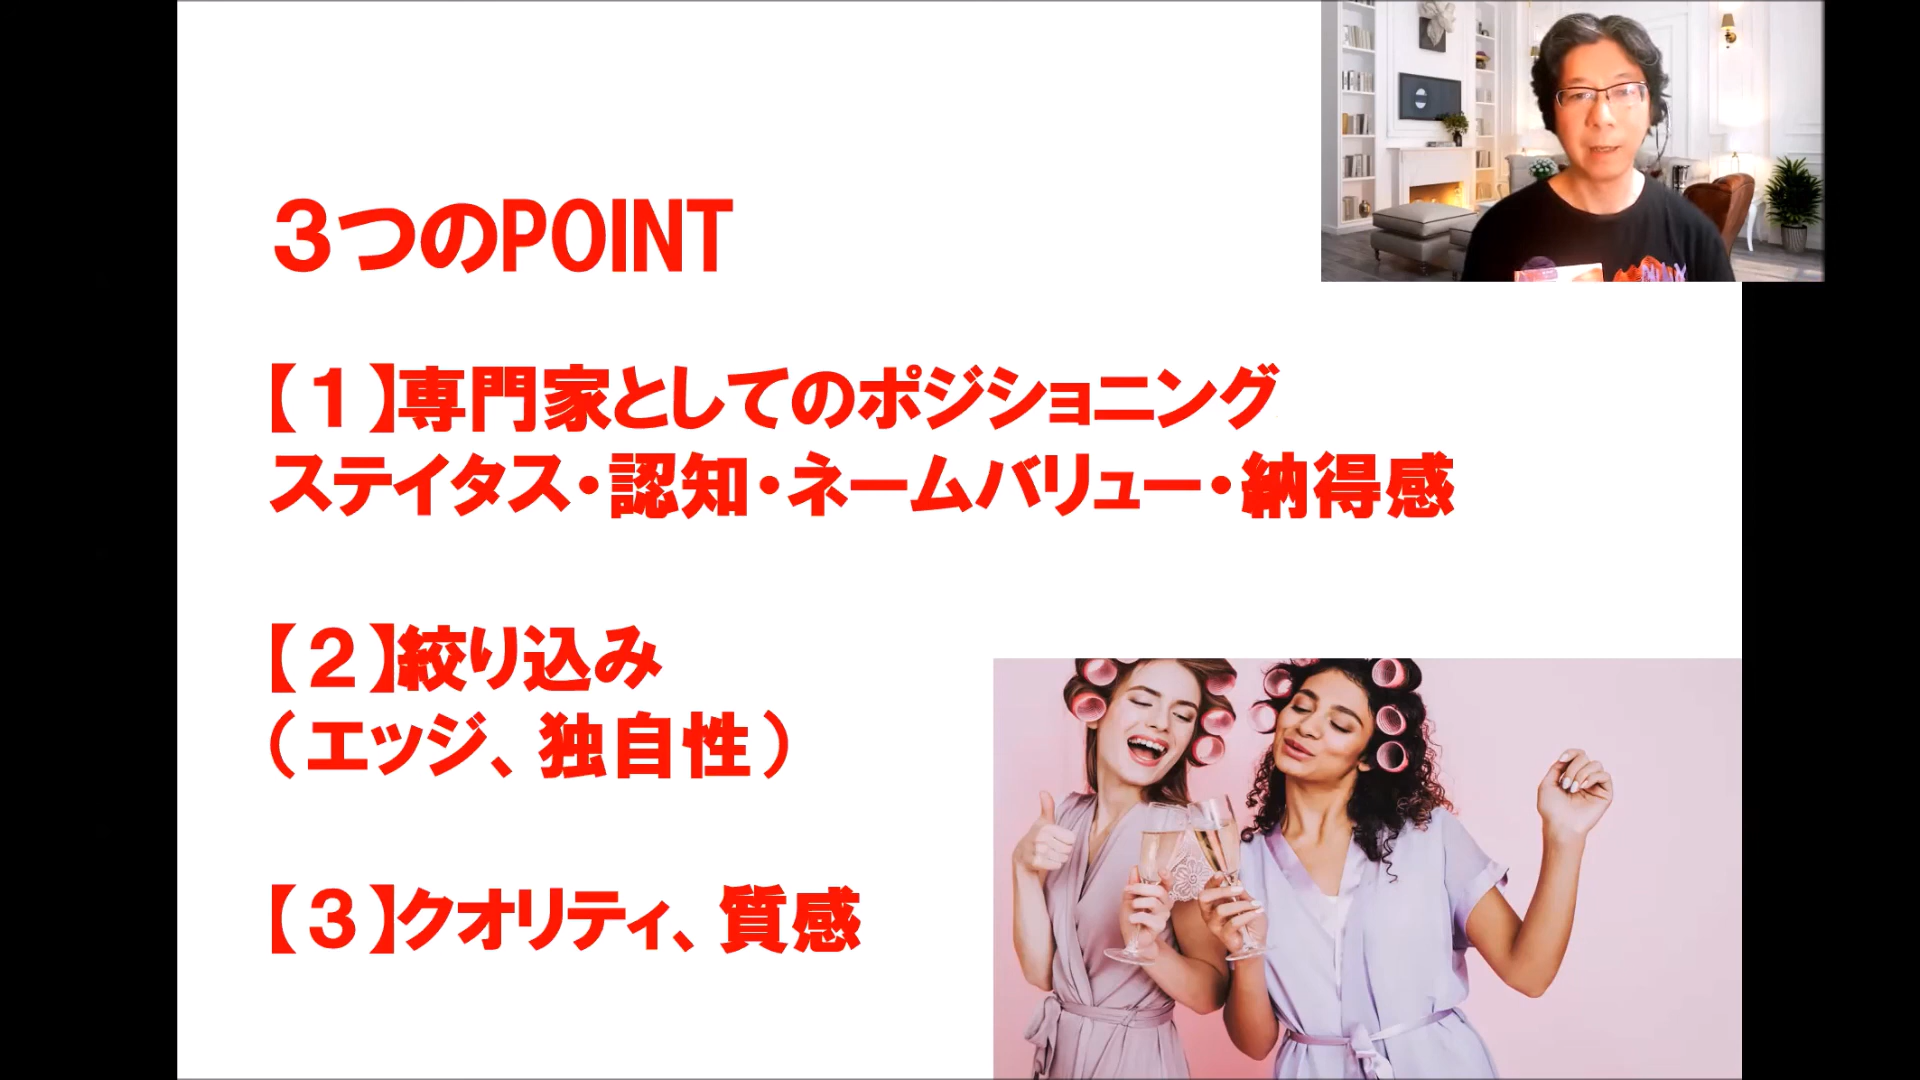 ３つのPOINT
【１】専門家としてのポジショニング
ステイタス・認知・ネームバリュー・納得感
【２】絞り込み
（エッジ、独自性）
【３】クオリティ、質感